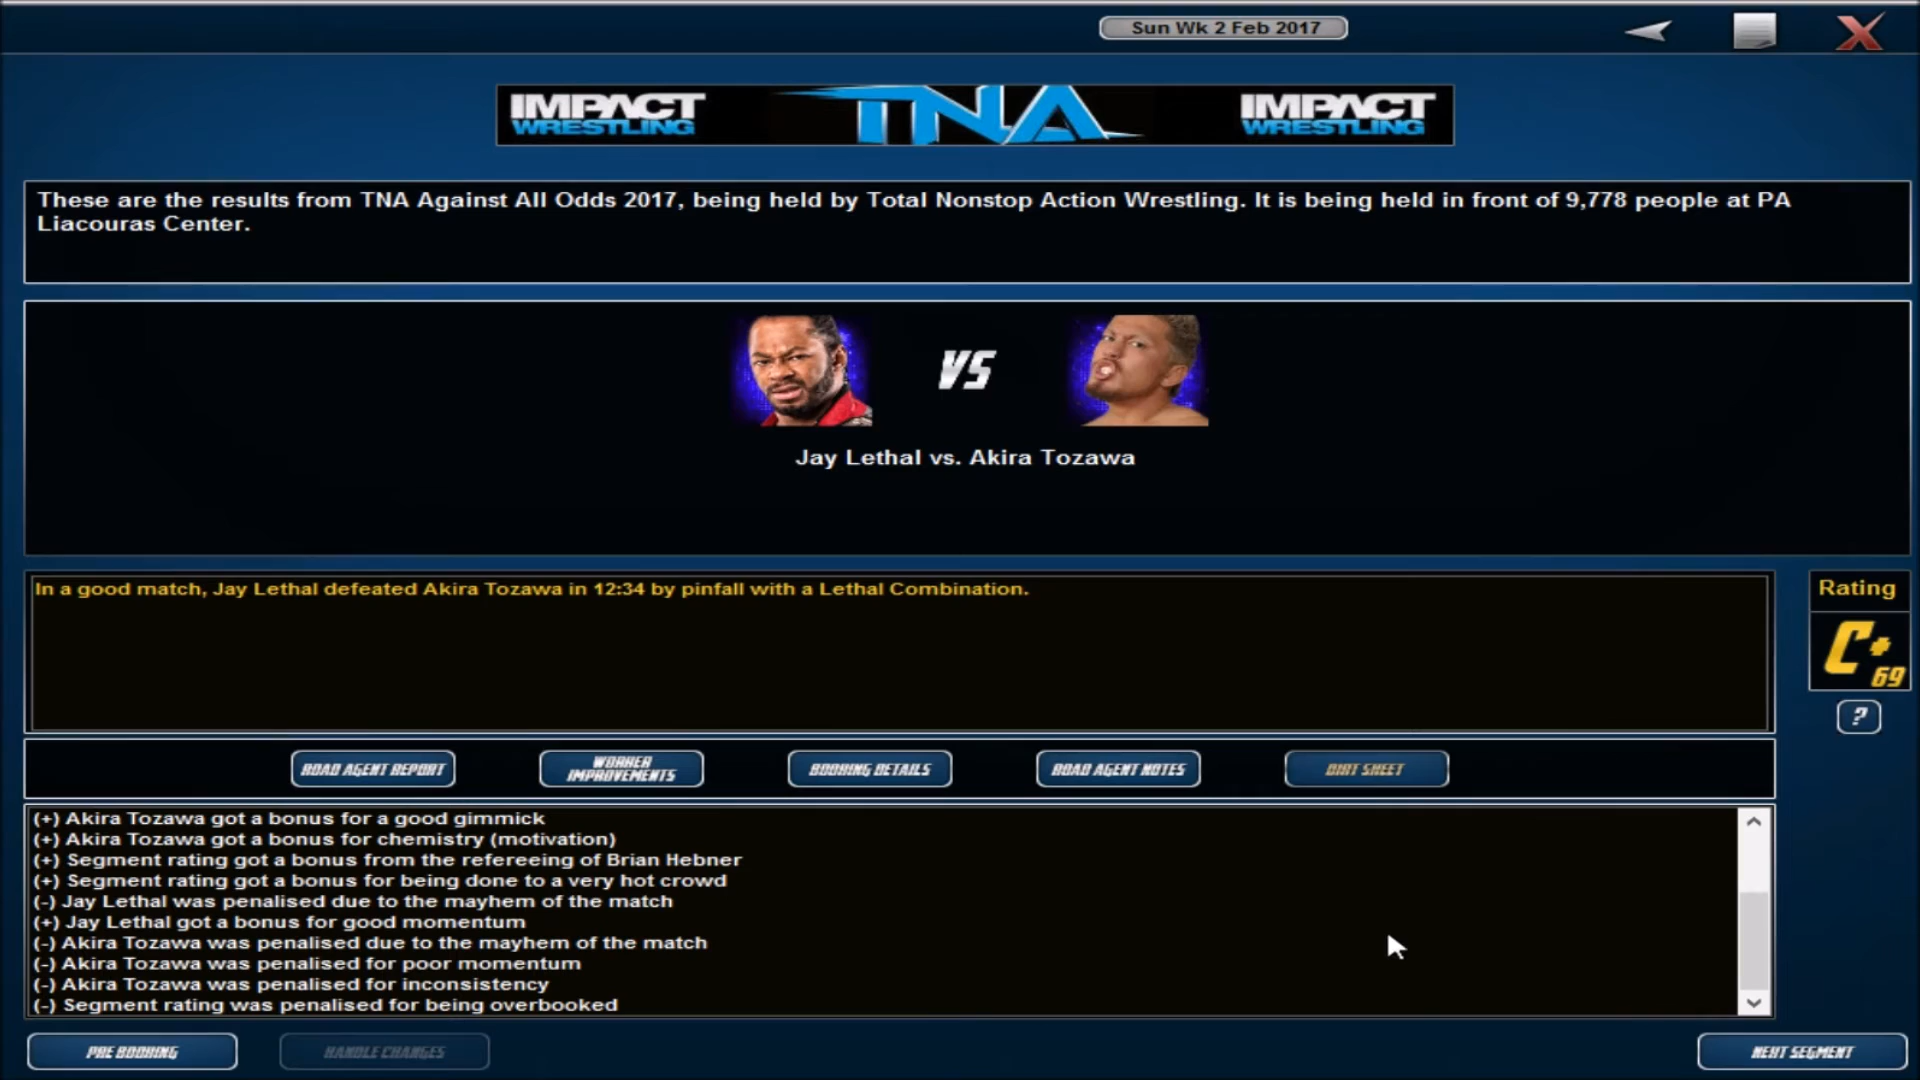 Sun Wk 2 Feb 2017
IMPACT WRESTLING TNA IMPACT WRESTLING
These are the results from TNA Against All Odds 2017, being held by Total Nonstop Action Wrestling. It is being held in front of 9,778 people at PA
Liacouras Center.
VS
Jay Lethal vs. Akira Tozawa
In a good match, Jay Lethal defeated Akira Tozawa in 12:34 by pinfall with a Lethal Combination.
Rating
C+
69
?
ROAD AGENT REPORT
WORKER IMPROVEMENTS
BOOKING DETAILS
ROAD AGENT NOTES
DIRT SHEET
(+) Akira Tozawa got a bonus for a good gimmick
(+) Akira Tozawa got a bonus for chemistry (motivation)
(+) Segment rating got a bonus from the refereeing of Brian Hebner
(+) Segment rating got a bonus for being done to a very hot crowd
(-) Jay Lethal was penalised due to the mayhem of the match
(+) Jay Lethal got a bonus for good momentum
(-) Akira Tozawa was penalised due to the mayhem of the match
(-) Akira Tozawa was penalised for poor momentum
(-) Akira Tozawa was penalised for inconsistency
(-) Segment rating was penalised for being overbooked
PRE BOOKING
HANDLE CHANGES
NEXT SEGMENT